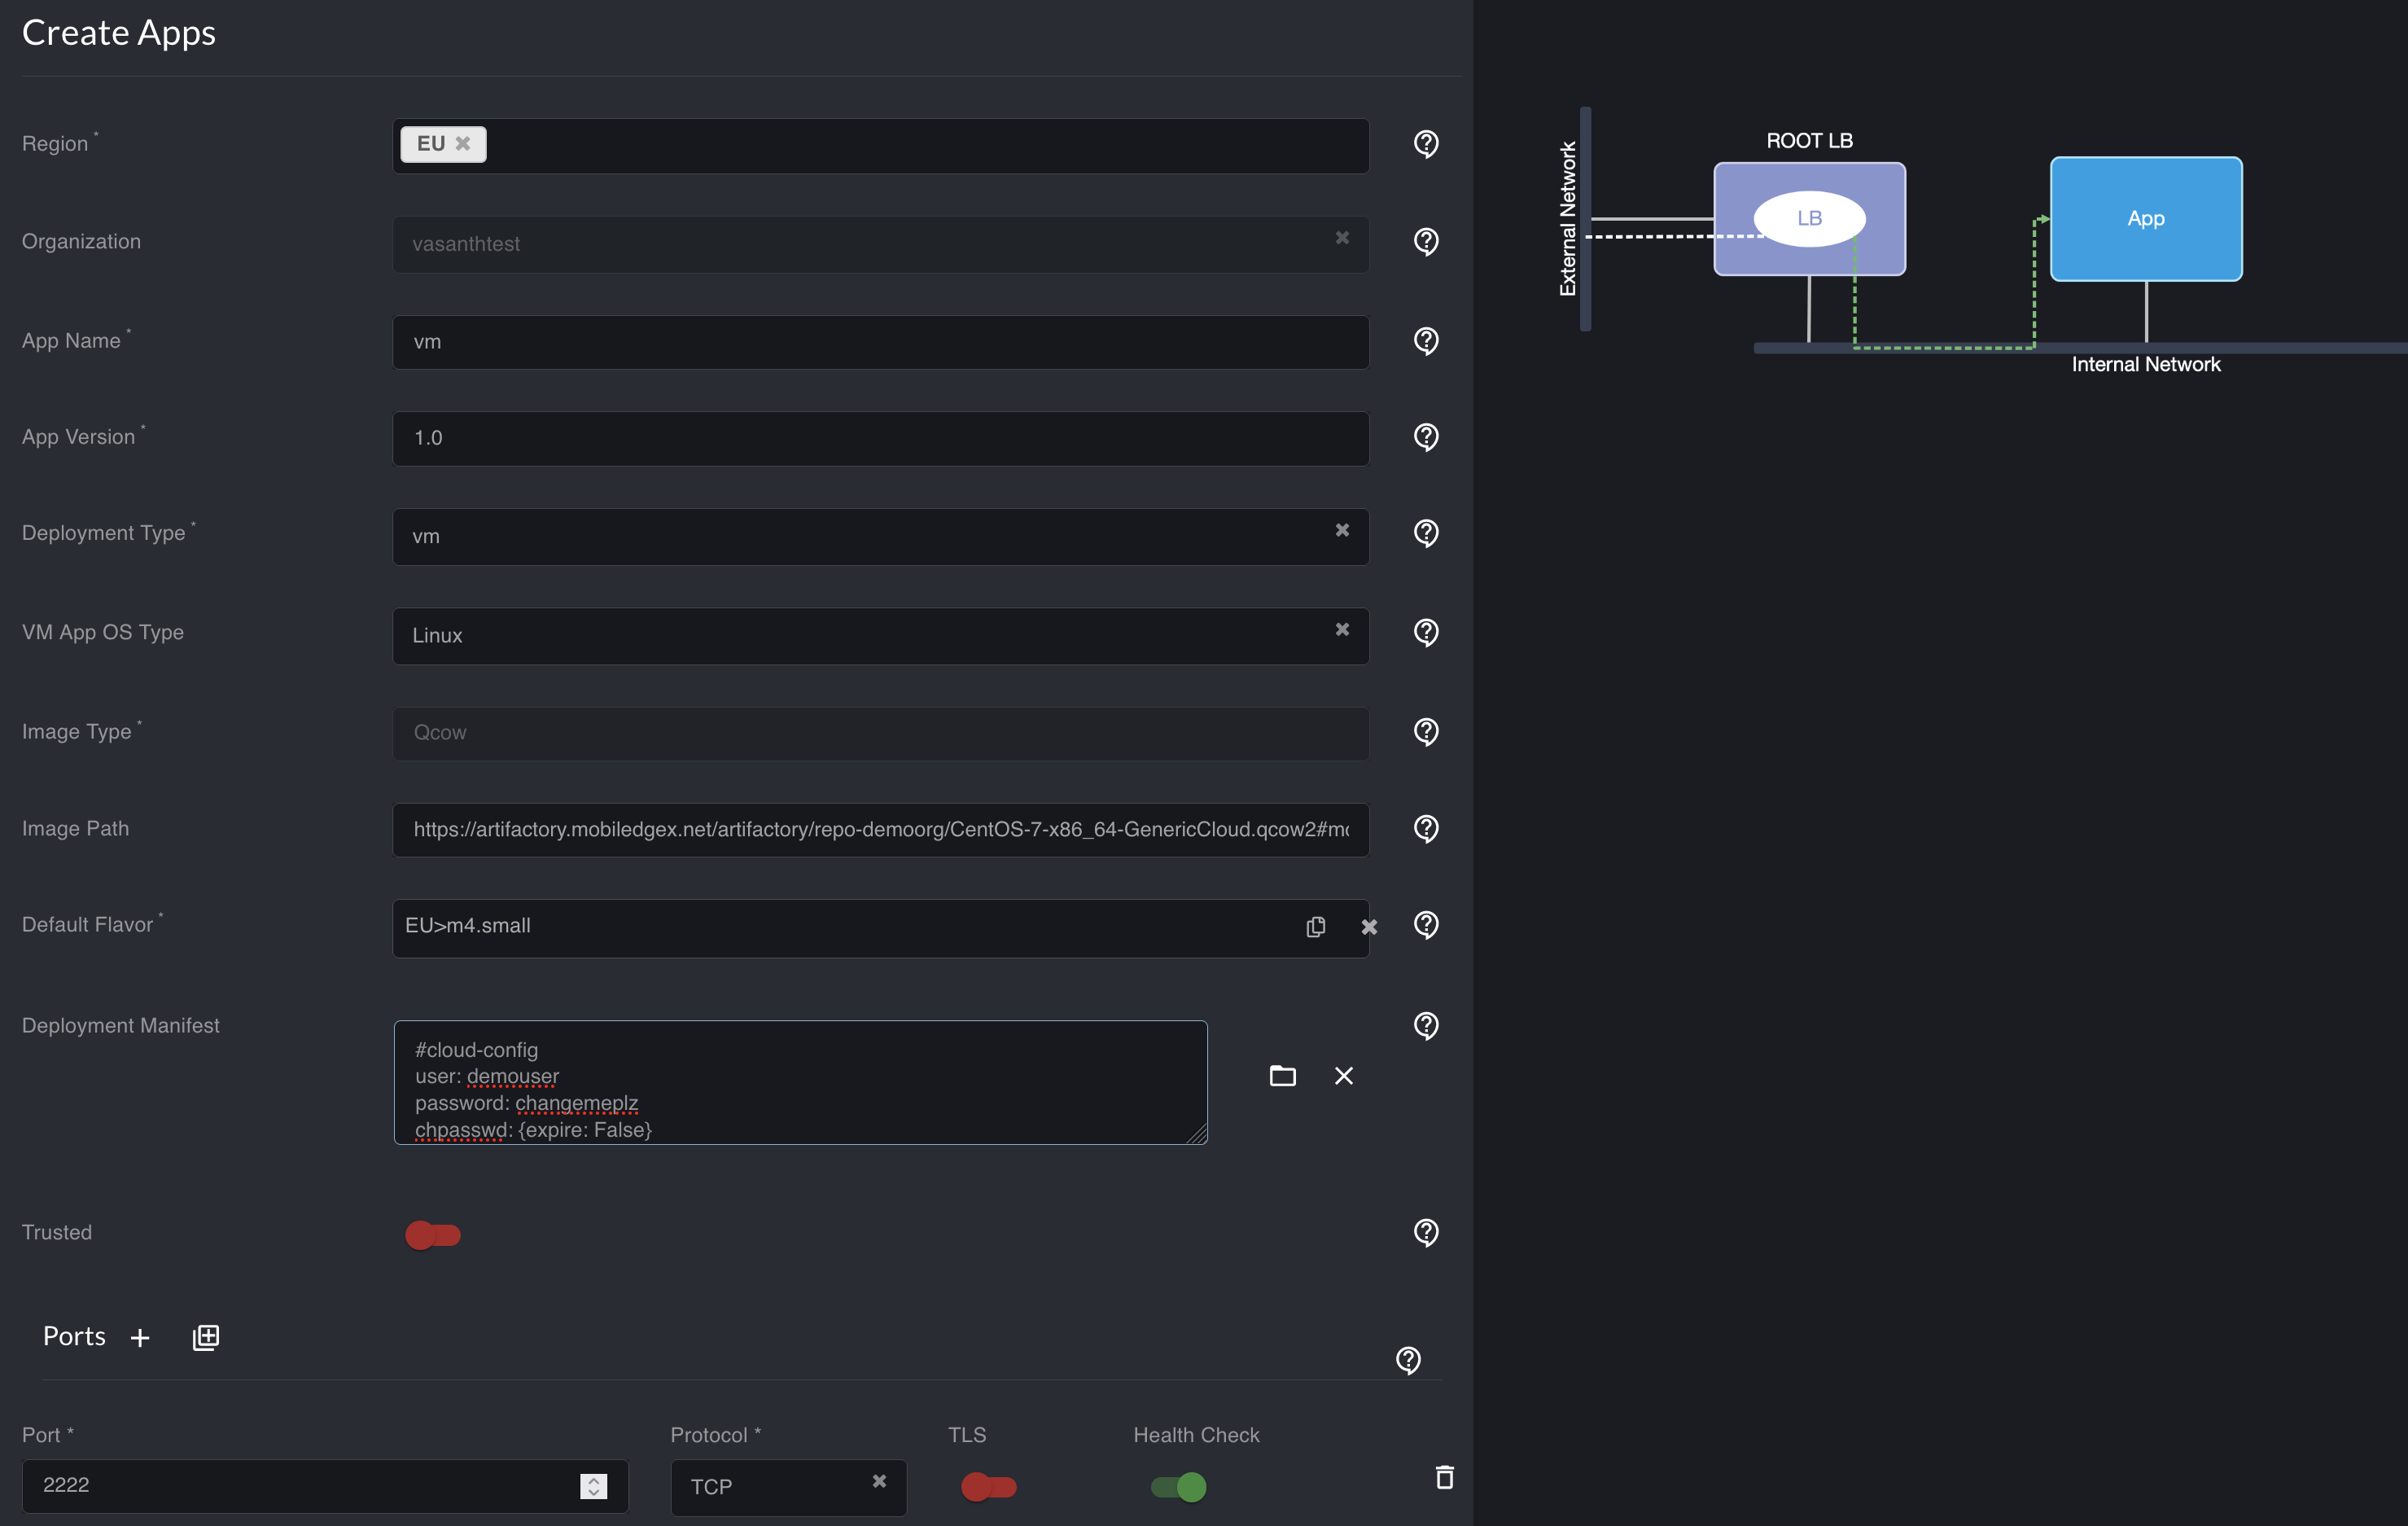 Create Apps
Region *
EU
Organization
vasanthtest
App Name *
vm
App Version *
1.0
Deployment Type *
vm
VM App OS Type
Linux
Image Type *
Qcow
Image Path
https://artifactory.mobiledgex.net/artifactory/repo-demoorg/CentOS-7-x86_64-GenericCloud.qcow2#m
Default Flavor *
EU>m4.small
Deployment Manifest
#cloud-config
user: demouser
password: changemeplz
chpasswd: {expire: False}
Trusted
Ports
Port *
Protocol *
TLS
Health Check
2222
TCP
External Network
ROOT LB
LB
App
Internal Network